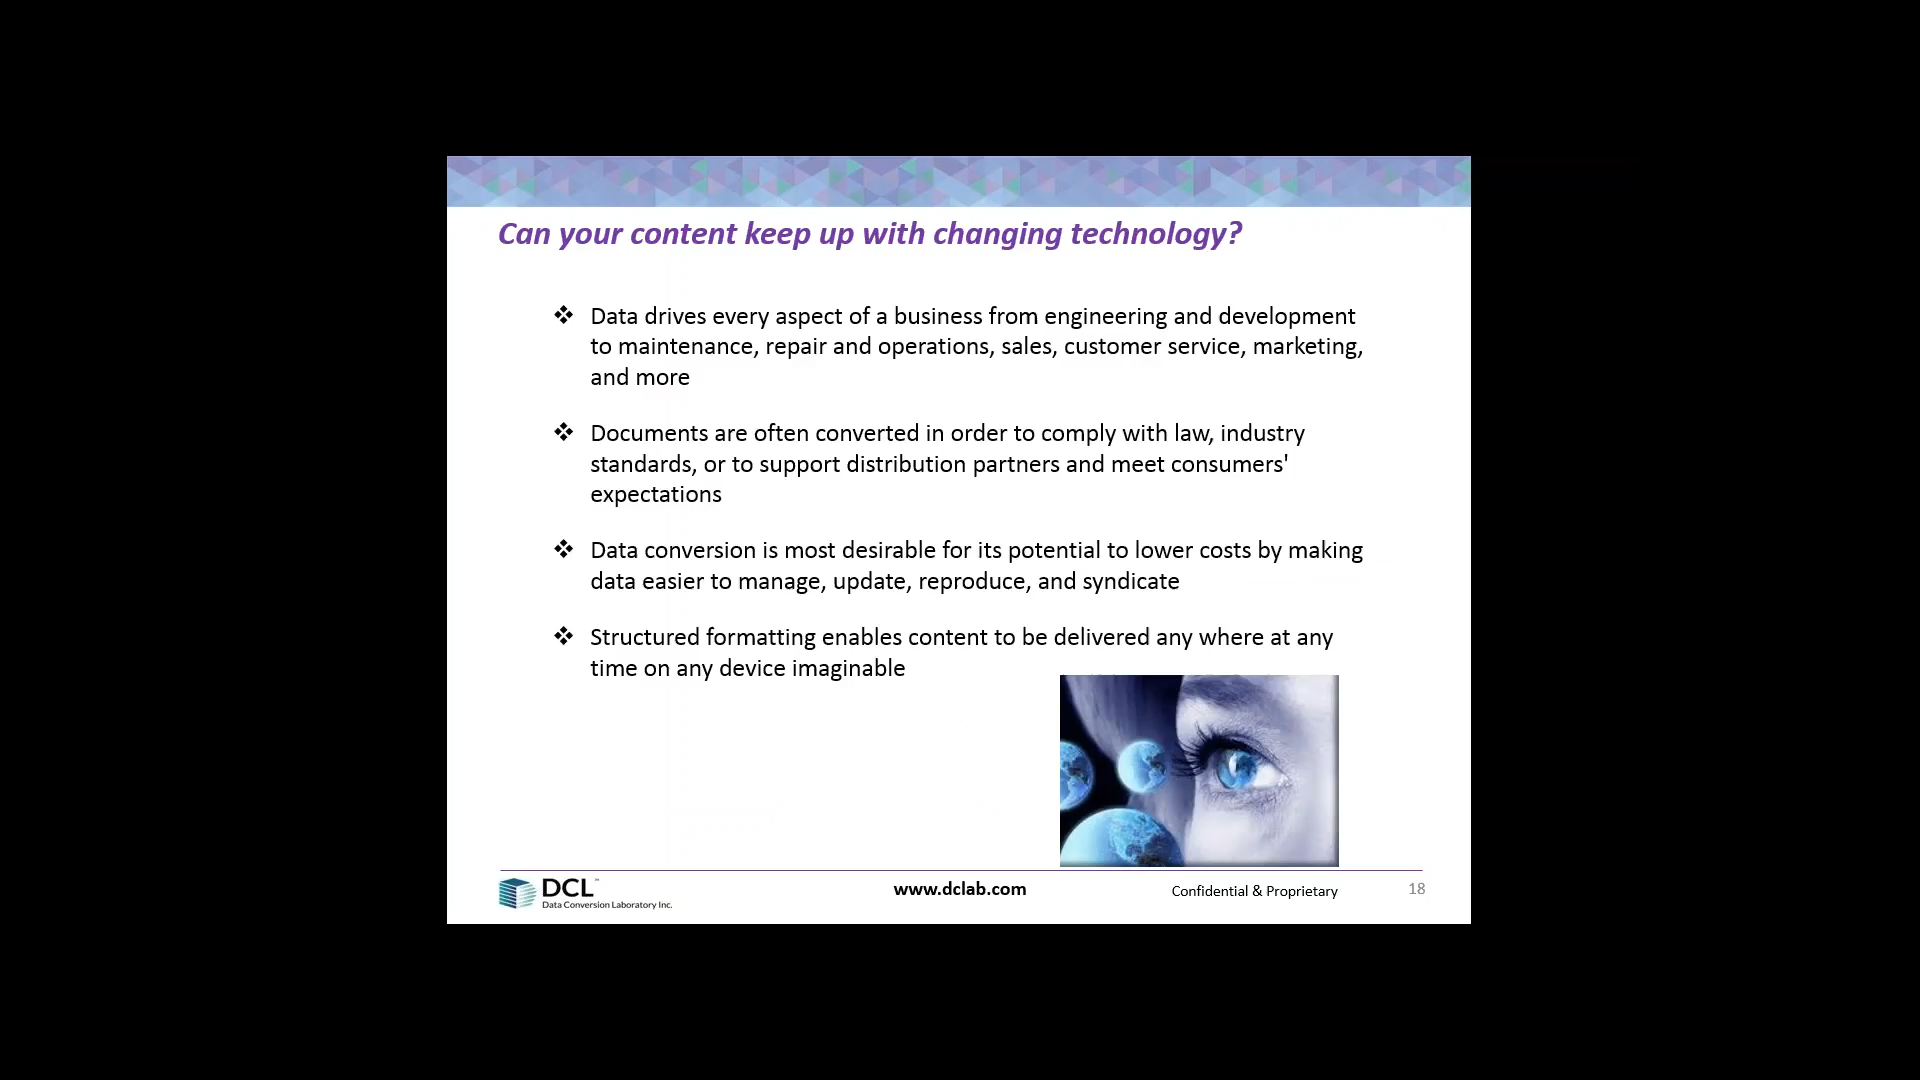 Can your content keep up with changing technology?
❖ Data drives every aspect of a business from engineering and development
to maintenance, repair and operations, sales, customer service, marketing,
and more
❖ Documents are often converted in order to comply with law, industry
standards, or to support distribution partners and meet consumers'
expectations
❖ Data conversion is most desirable for its potential to lower costs by making
data easier to manage, update, reproduce, and syndicate
❖ Structured formatting enables content to be delivered any where at any
time on any device imaginable
DCL™
Data Conversion Laboratory Inc.
www.dclab.com
Confidential & Proprietary
18